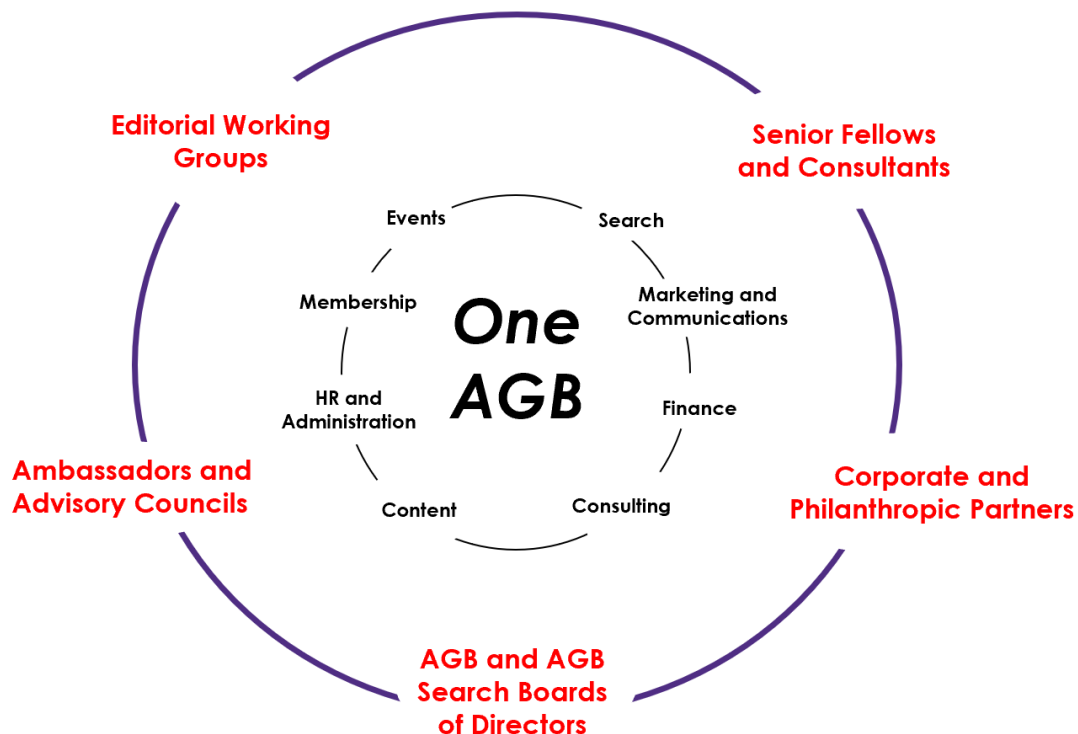 Editorial Working
Groups
Senior Fellows
and Consultants
Events
Search
Membership
Marketing and
Communications
One
AGB
HR and
Administration
Finance
Ambassadors and
Advisory Councils
Corporate and
Philanthropic Partners
Content
Consulting
AGB and AGB
Search Boards
of Directors